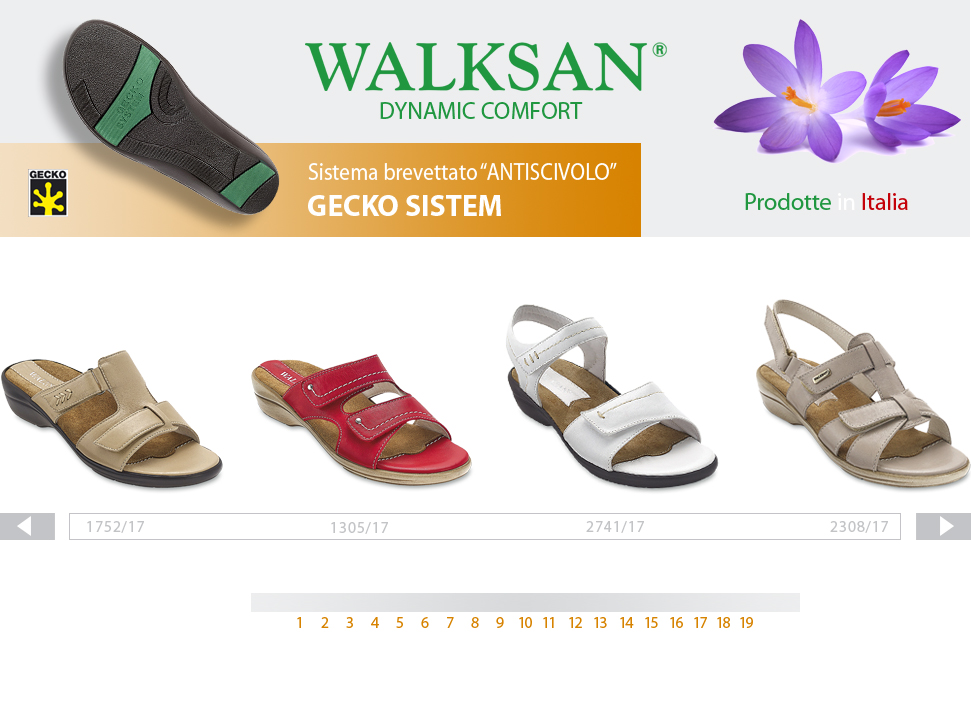 WALKSAN®
DYNAMIC COMFORT
GECKO
SYSTEM
GECKO
Sistema brevettato “ANTISCIVOLO”
GECKO SISTEM
Prodotte in Italia
1752/17 1305/17 2741/17 2308/17
1 2 3 4 5 6 7 8 9 10 11 12 13 14 15 16 17 18 19